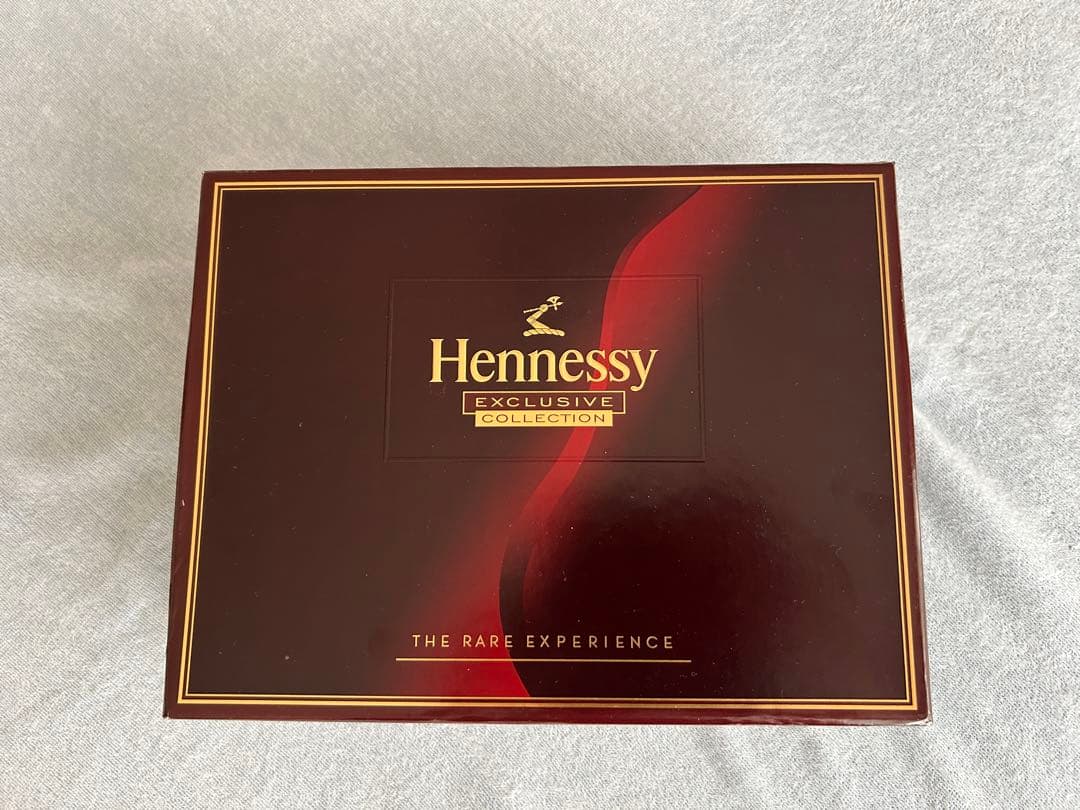 Hennessy
EXCLUSIVE
COLLECTION
THE RARE EXPERIENCE